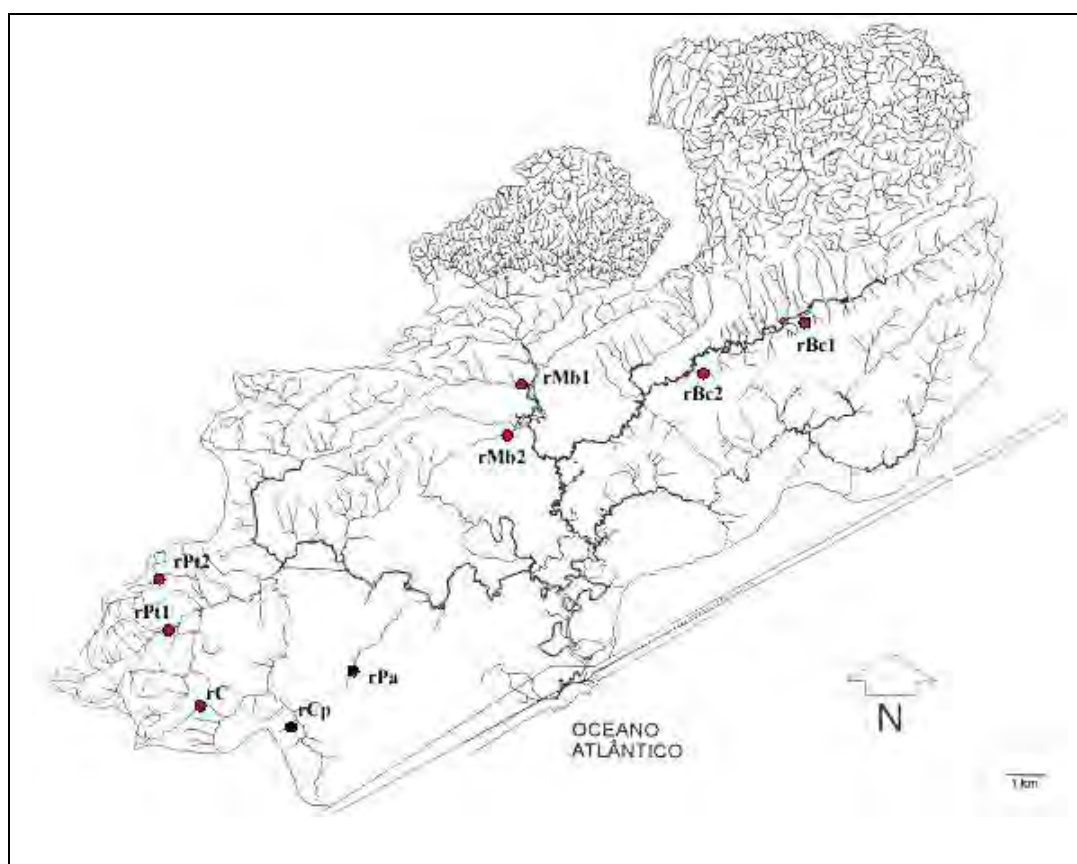 rBc1
rMb1
rBc2
rMb2
rPt2
rPt1
rPa
rC
rCp
OCEANO
ATLÂNTICO
N
1 km